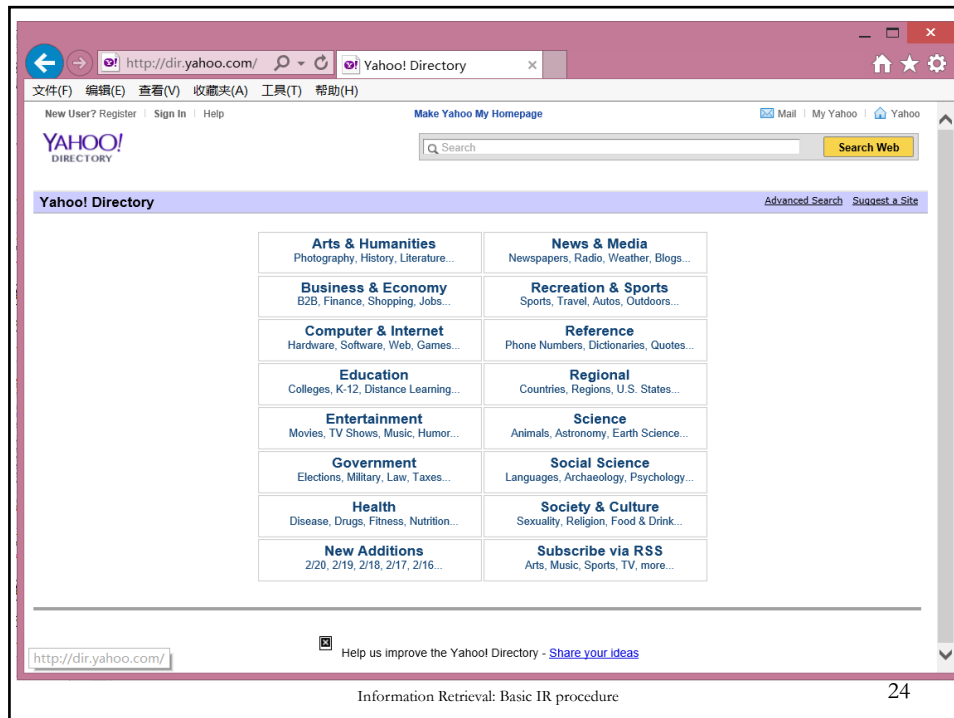 http://dir.yahoo.com/
Yahoo! Directory
文件(F) 编辑(E) 查看(V) 收藏夹(A) 工具(T) 帮助(H)
New User? Register Sign In Help Make Yahoo My Homepage Mail My Yahoo Yahoo
YAHOO!
DIRECTORY
Search
Search Web
Yahoo! Directory Advanced Search Suggest a Site
Arts & Humanities
Photography, History, Literature...
News & Media
Newspapers, Radio, Weather, Blogs...
Business & Economy
B2B, Finance, Shopping, Jobs...
Recreation & Sports
Sports, Travel, Autos, Outdoors...
Computer & Internet
Hardware, Software, Web, Games...
Reference
Phone Numbers, Dictionaries, Quotes...
Education
Colleges, K-12, Distance Learning...
Regional
Countries, Regions, U.S. States...
Entertainment
Movies, TV Shows, Music, Humor...
Science
Animals, Astronomy, Earth Science...
Government
Elections, Military, Law, Taxes...
Social Science
Languages, Archaeology, Psychology...
Health
Disease, Drugs, Fitness, Nutrition...
Society & Culture
Sexuality, Religion, Food & Drink...
New Additions
2/20, 2/19, 2/18, 2/17, 2/16...
Subscribe via RSS
Arts, Music, Sports, TV, more...
Help us improve the Yahoo! Directory - Share your ideas
http://dir.yahoo.com/
Information Retrieval: Basic IR procedure 24